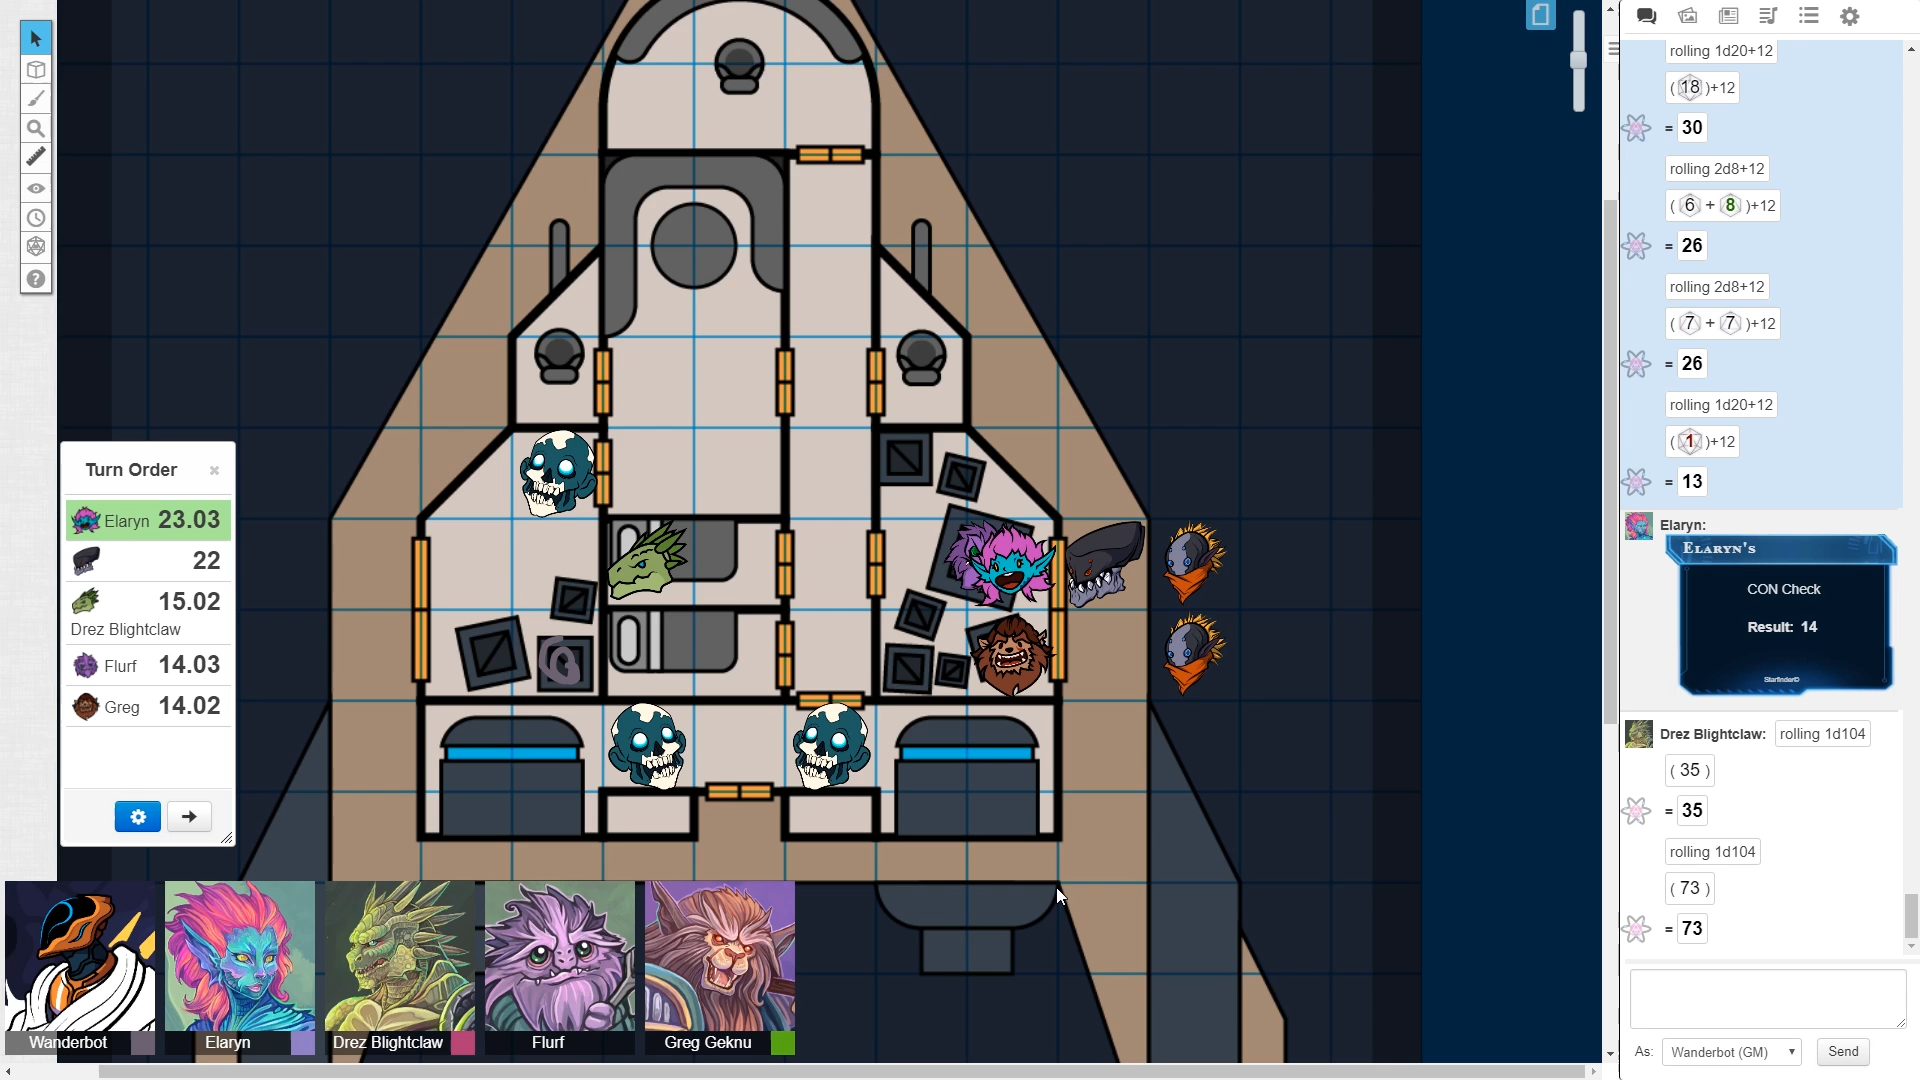 Turn Order ×
Elaryn 23.03
22
15.02
Drez Blightclaw
Flurf 14.03
Greg 14.02
Wanderbot
Elaryn
Drez Blightclaw
Flurf
Greg Geknu
rolling 1d20+12
(18)+12
= 30
rolling 2d8+12
(6 + 8)+12
= 26
rolling 2d8+12
(7 + 7)+12
= 26
rolling 1d20+12
(1)+12
= 13
Elaryn:
Elaryn's
CON Check
Result: 14
Starfinder©
Drez Blightclaw: rolling 1d104
(35)
= 35
rolling 1d104
(73)
= 73
As: Wanderbot (GM) Send